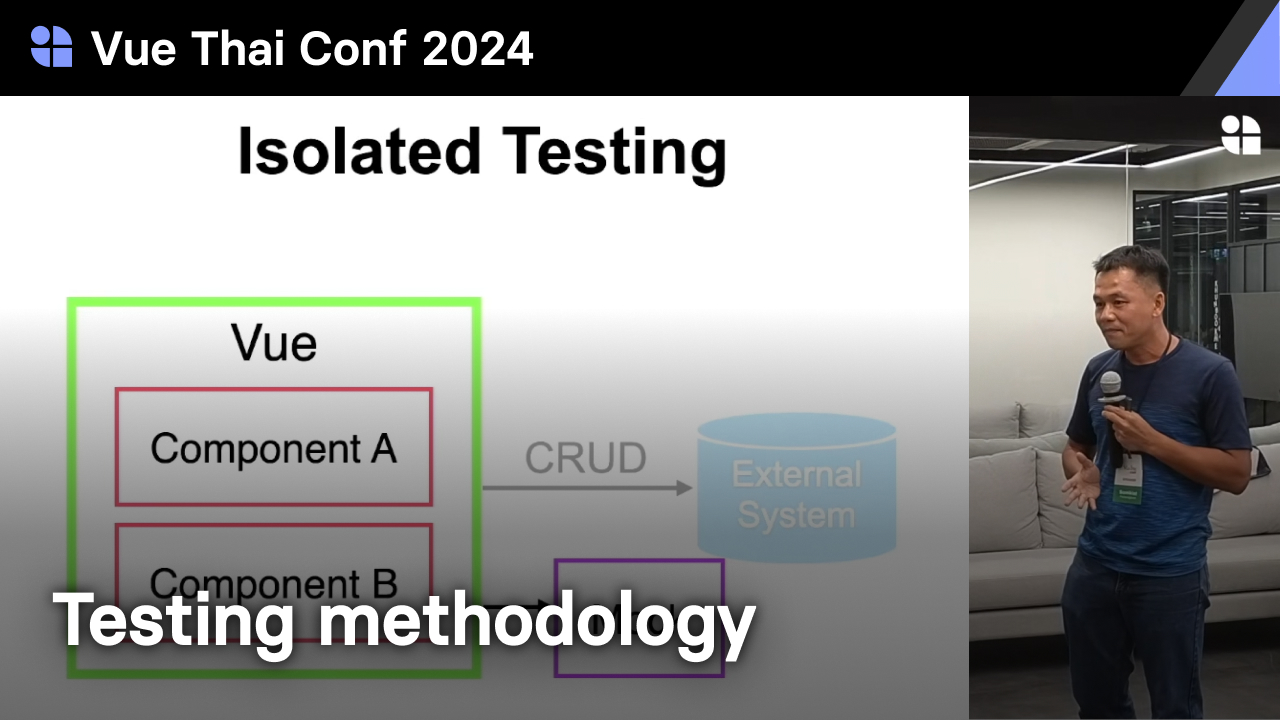 Vue Thai Conf 2024
Isolated Testing
Vue
Component A
CRUD
External
System
Component B
Testing methodology